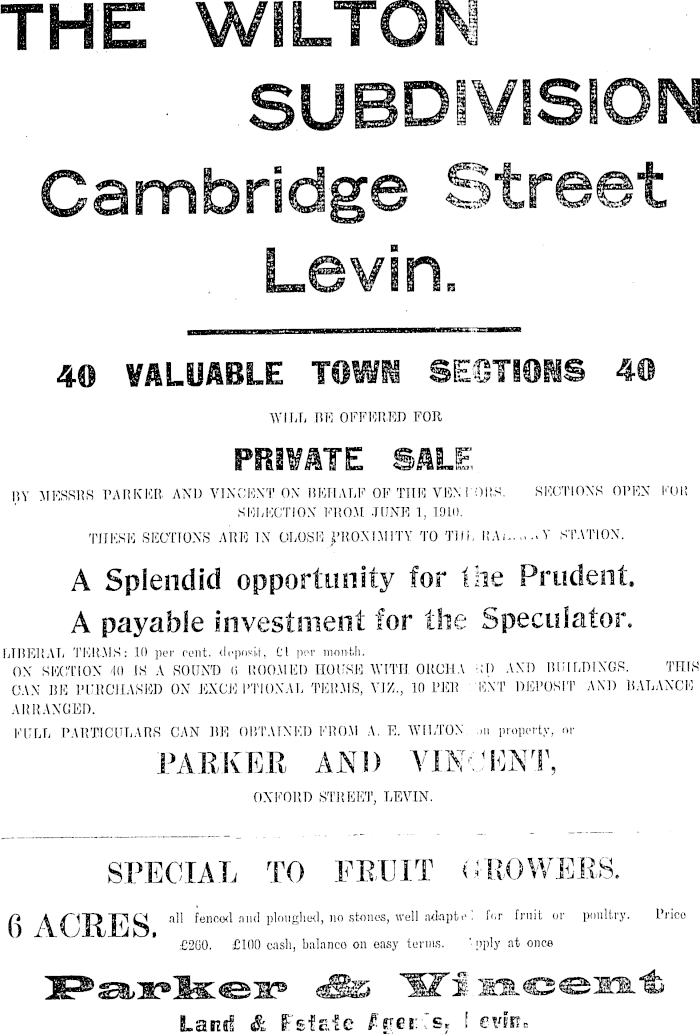 THE WILTON
SUBDIVISION
Cambridge Street
Levin.
40 VALUABLE TOWN SECTIONS 40
WILL BE OFFERED FOR
PRIVATE SALE
BY MESSRS PARKER AND VINCENT ON BEHALF OF THE VENDORS. SECTIONS OPEN FOR
SELECTION FROM JUNE 1, 1910.
THESE SECTIONS ARE IN CLOSE PROXIMITY TO THE RAILWAY STATION.
A Splendid opportunity for the Prudent.
A payable investment for the Speculator.
LIBERAL TERMS: 10 per cent. deposit, £1 per month.
ON SECTION 40 IS A SOUND 6 ROOMED HOUSE WITH ORCHARD AND BUILDINGS. THIS
CAN BE PURCHASED ON EXCEPTIONAL TERMS, VIZ., 10 PER CENT DEPOSIT AND BALANCE
ARRANGED.
FULL PARTICULARS CAN BE OBTAINED FROM A. E. WILTON on property, or
PARKER AND VINCENT,
OXFORD STREET, LEVIN.
SPECIAL TO FRUIT GROWERS.
6 ACRES, all fenced and ploughed, no stones, well adapted for fruit or poultry. Price
£260. £100 cash, balance on easy terms. Apply at once
Parker & Vincent
Land & Estate Agents, Levin.